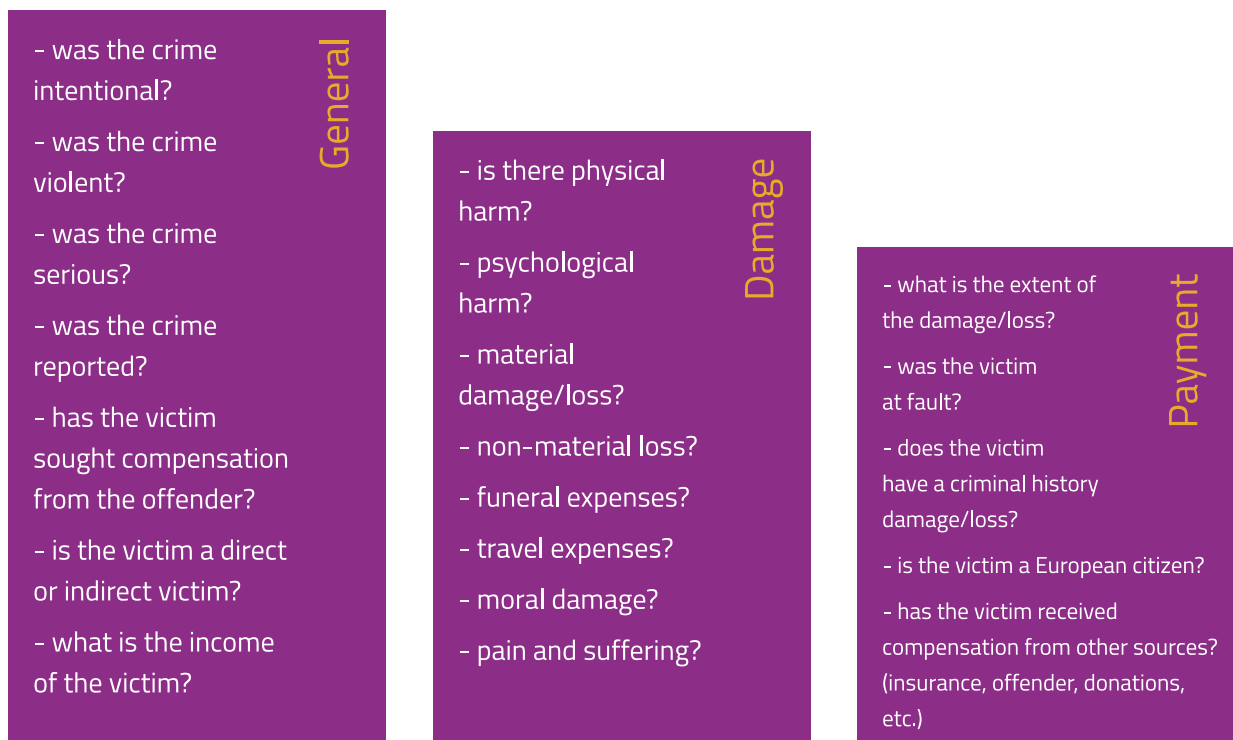 General
- was the crime
intentional?
- was the crime
violent?
- was the crime
serious?
- was the crime
reported?
- has the victim
sought compensation
from the offender?
- is the victim a direct
or indirect victim?
- what is the income
of the victim?
Damage
- is there physical
harm?
- psychological
harm?
- material
damage/loss?
- non-material loss?
- funeral expenses?
- travel expenses?
- moral damage?
- pain and suffering?
Payment
- what is the extent of
the damage/loss?
- was the victim
at fault?
- does the victim
have a criminal history
damage/loss?
- is the victim a European citizen?
- has the victim received
compensation from other sources?
(insurance, offender, donations,
etc.)